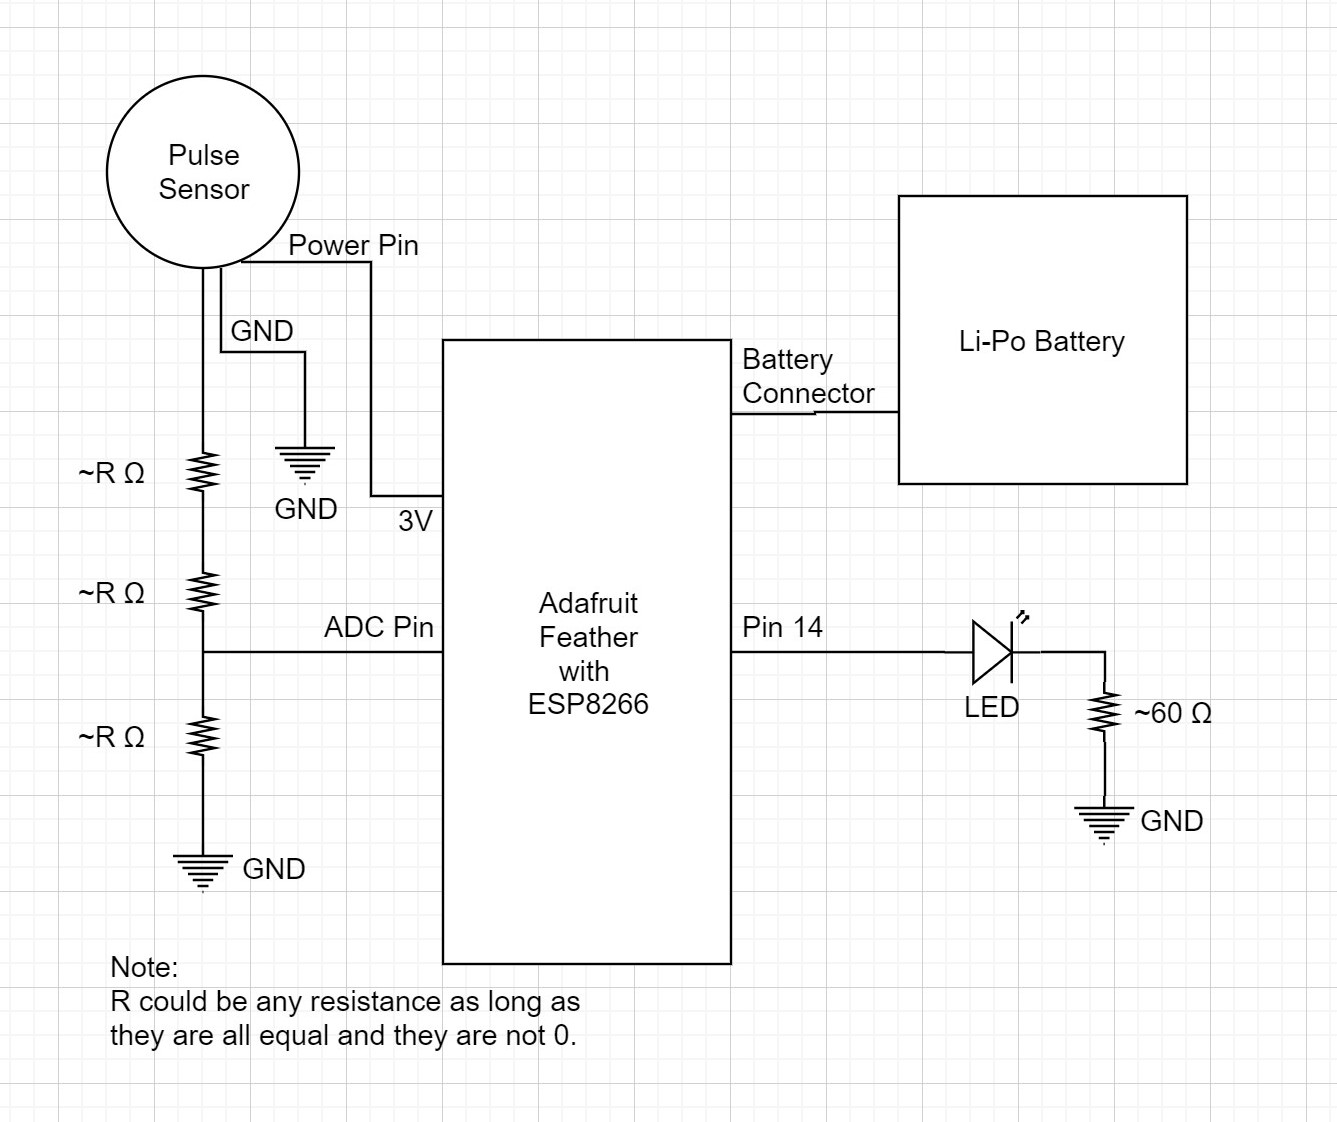 Pulse
Sensor
Power Pin
GND
GND
3V
~R Ω
~R Ω
~R Ω
ADC Pin
GND
Adafruit
Feather
with
ESP8266
Battery
Connector
Li-Po Battery
Pin 14
LED
~60 Ω
GND
Note:
R could be any resistance as long as
they are all equal and they are not 0.